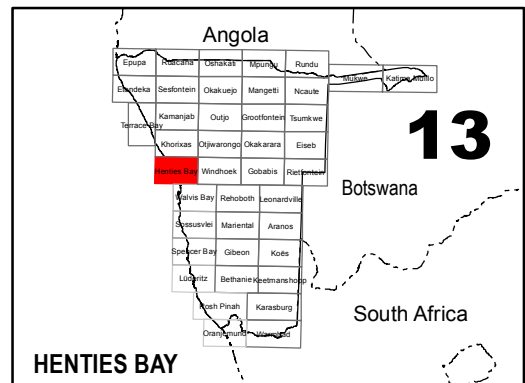 Angola
Epupa Ruacana Oshakati Mpungu Rundu
Mukwe Katima Mulilo
Etendeka Sesfontein Okakuejo Mangetti Ncaute
Terrace Bay Kamanjab Outjo Grootfontein Tsumkwe
13
Khorixas Otjiwarongo Okakarara Eiseb
Henties Bay Windhoek Gobabis Rietfontein
Botswana
Walvis Bay Rehoboth Leonardville
Sossusvlei Mariental Aranos
Spencer Bay Gibeon Koës
Lüderitz Bethanie Keetmanshoop
Rosh Pinah Karasburg
South Africa
Oranjemund Warmbad
HENTIES BAY